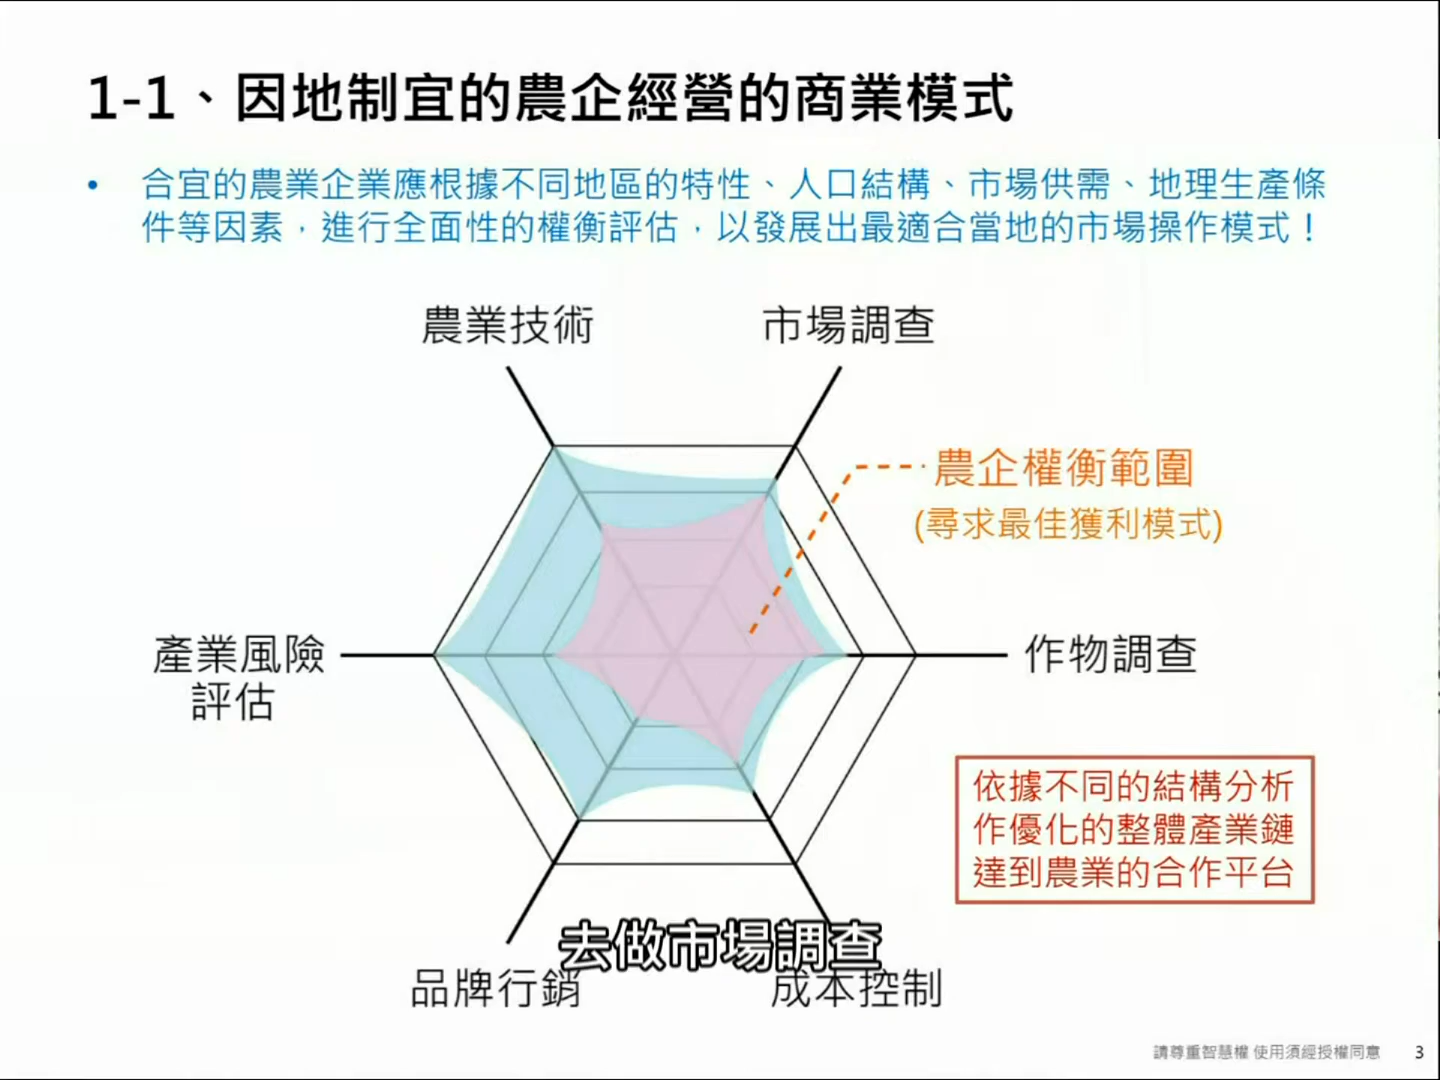 1-1、因地制宜的農企經營的商業模式
• 合宜的農業企業應根據不同地區的特性、人口結構、市場供需、地理生產條
件等因素，進行全面性的權衡評估，以發展出最適合當地的市場操作模式！
農業技術
市場調查
農企權衡範圍
(尋求最佳獲利模式)
產業風險
評估
作物調查
依據不同的結構分析
作優化的整體產業鏈
達到農業的合作平台
去做市場調查
品牌行銷
成本控制
請尊重智慧權 使用須經授權同意
3